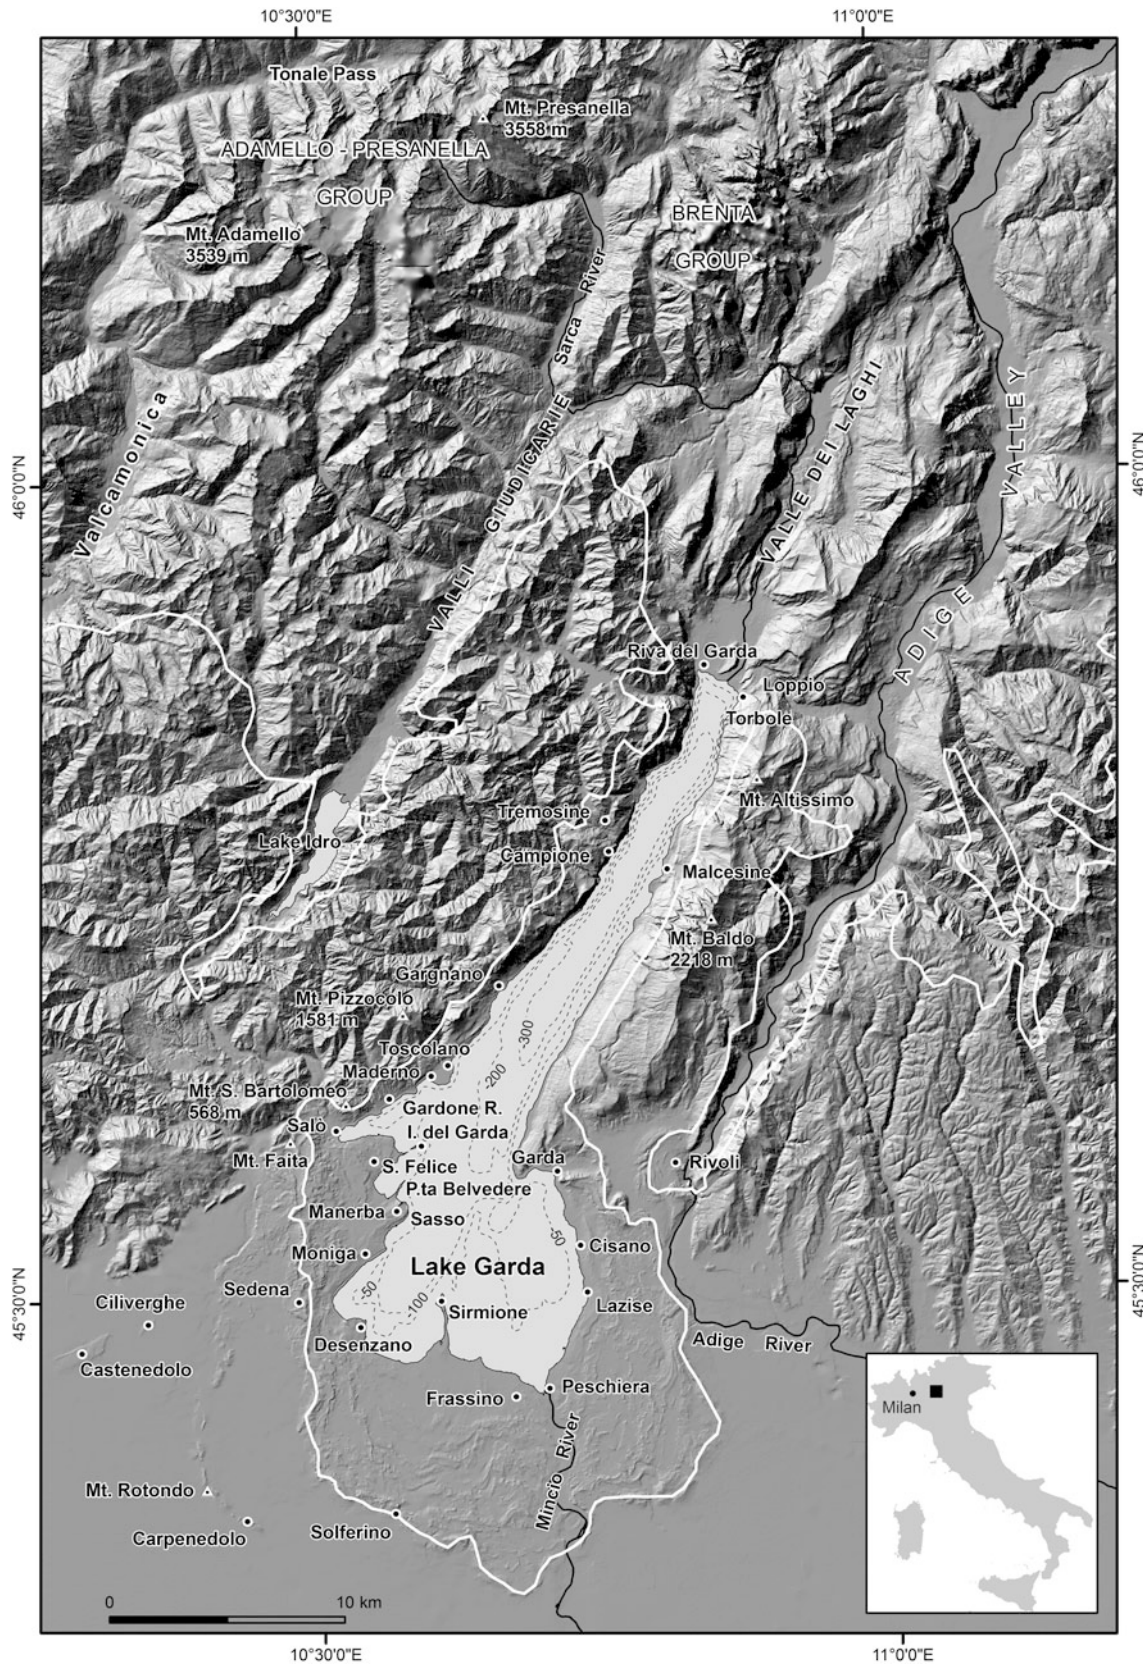 10°30'0"E
11°0'0"E
Tonale Pass
Mt. Presanella
3558 m
ADAMELLO - PRESANELLA
GROUP
BRENTA
GROUP
Mt. Adamello
3539 m
Sarca River
Valcamonica
VALLI GIUDICARIE
VALLE DEI LAGHI
ADIGE VALLEY
46°0'0"N
46°0'0"N
Riva del Garda
Loppio
Torbole
Mt. Altissimo
Tremosine
Lake Idro
Campione
Malcesine
Mt. Baldo
2218 m
Gargnano
Mt. Pizzocolo
1581 m
300
Toscolano
200
Maderno
Mt. S. Bartolomeo
568 m
Gardone R.
Salò
I. del Garda
Mt. Faita
Garda
Rivoli
S. Felice
P.ta Belvedere
Manerba
Sasso
Moniga
50
Cisano
Lake Garda
45°30'0"N
45°30'0"N
Sedena
50
100
Ciliverghe
Sirmione
Lazise
Desenzano
Adige River
Castenedolo
Frassino
Peschiera
Milan
Mincio River
Mt. Rotondo
Carpenedolo
Solferino
0
10 km
10°30'0"E
11°0'0"E